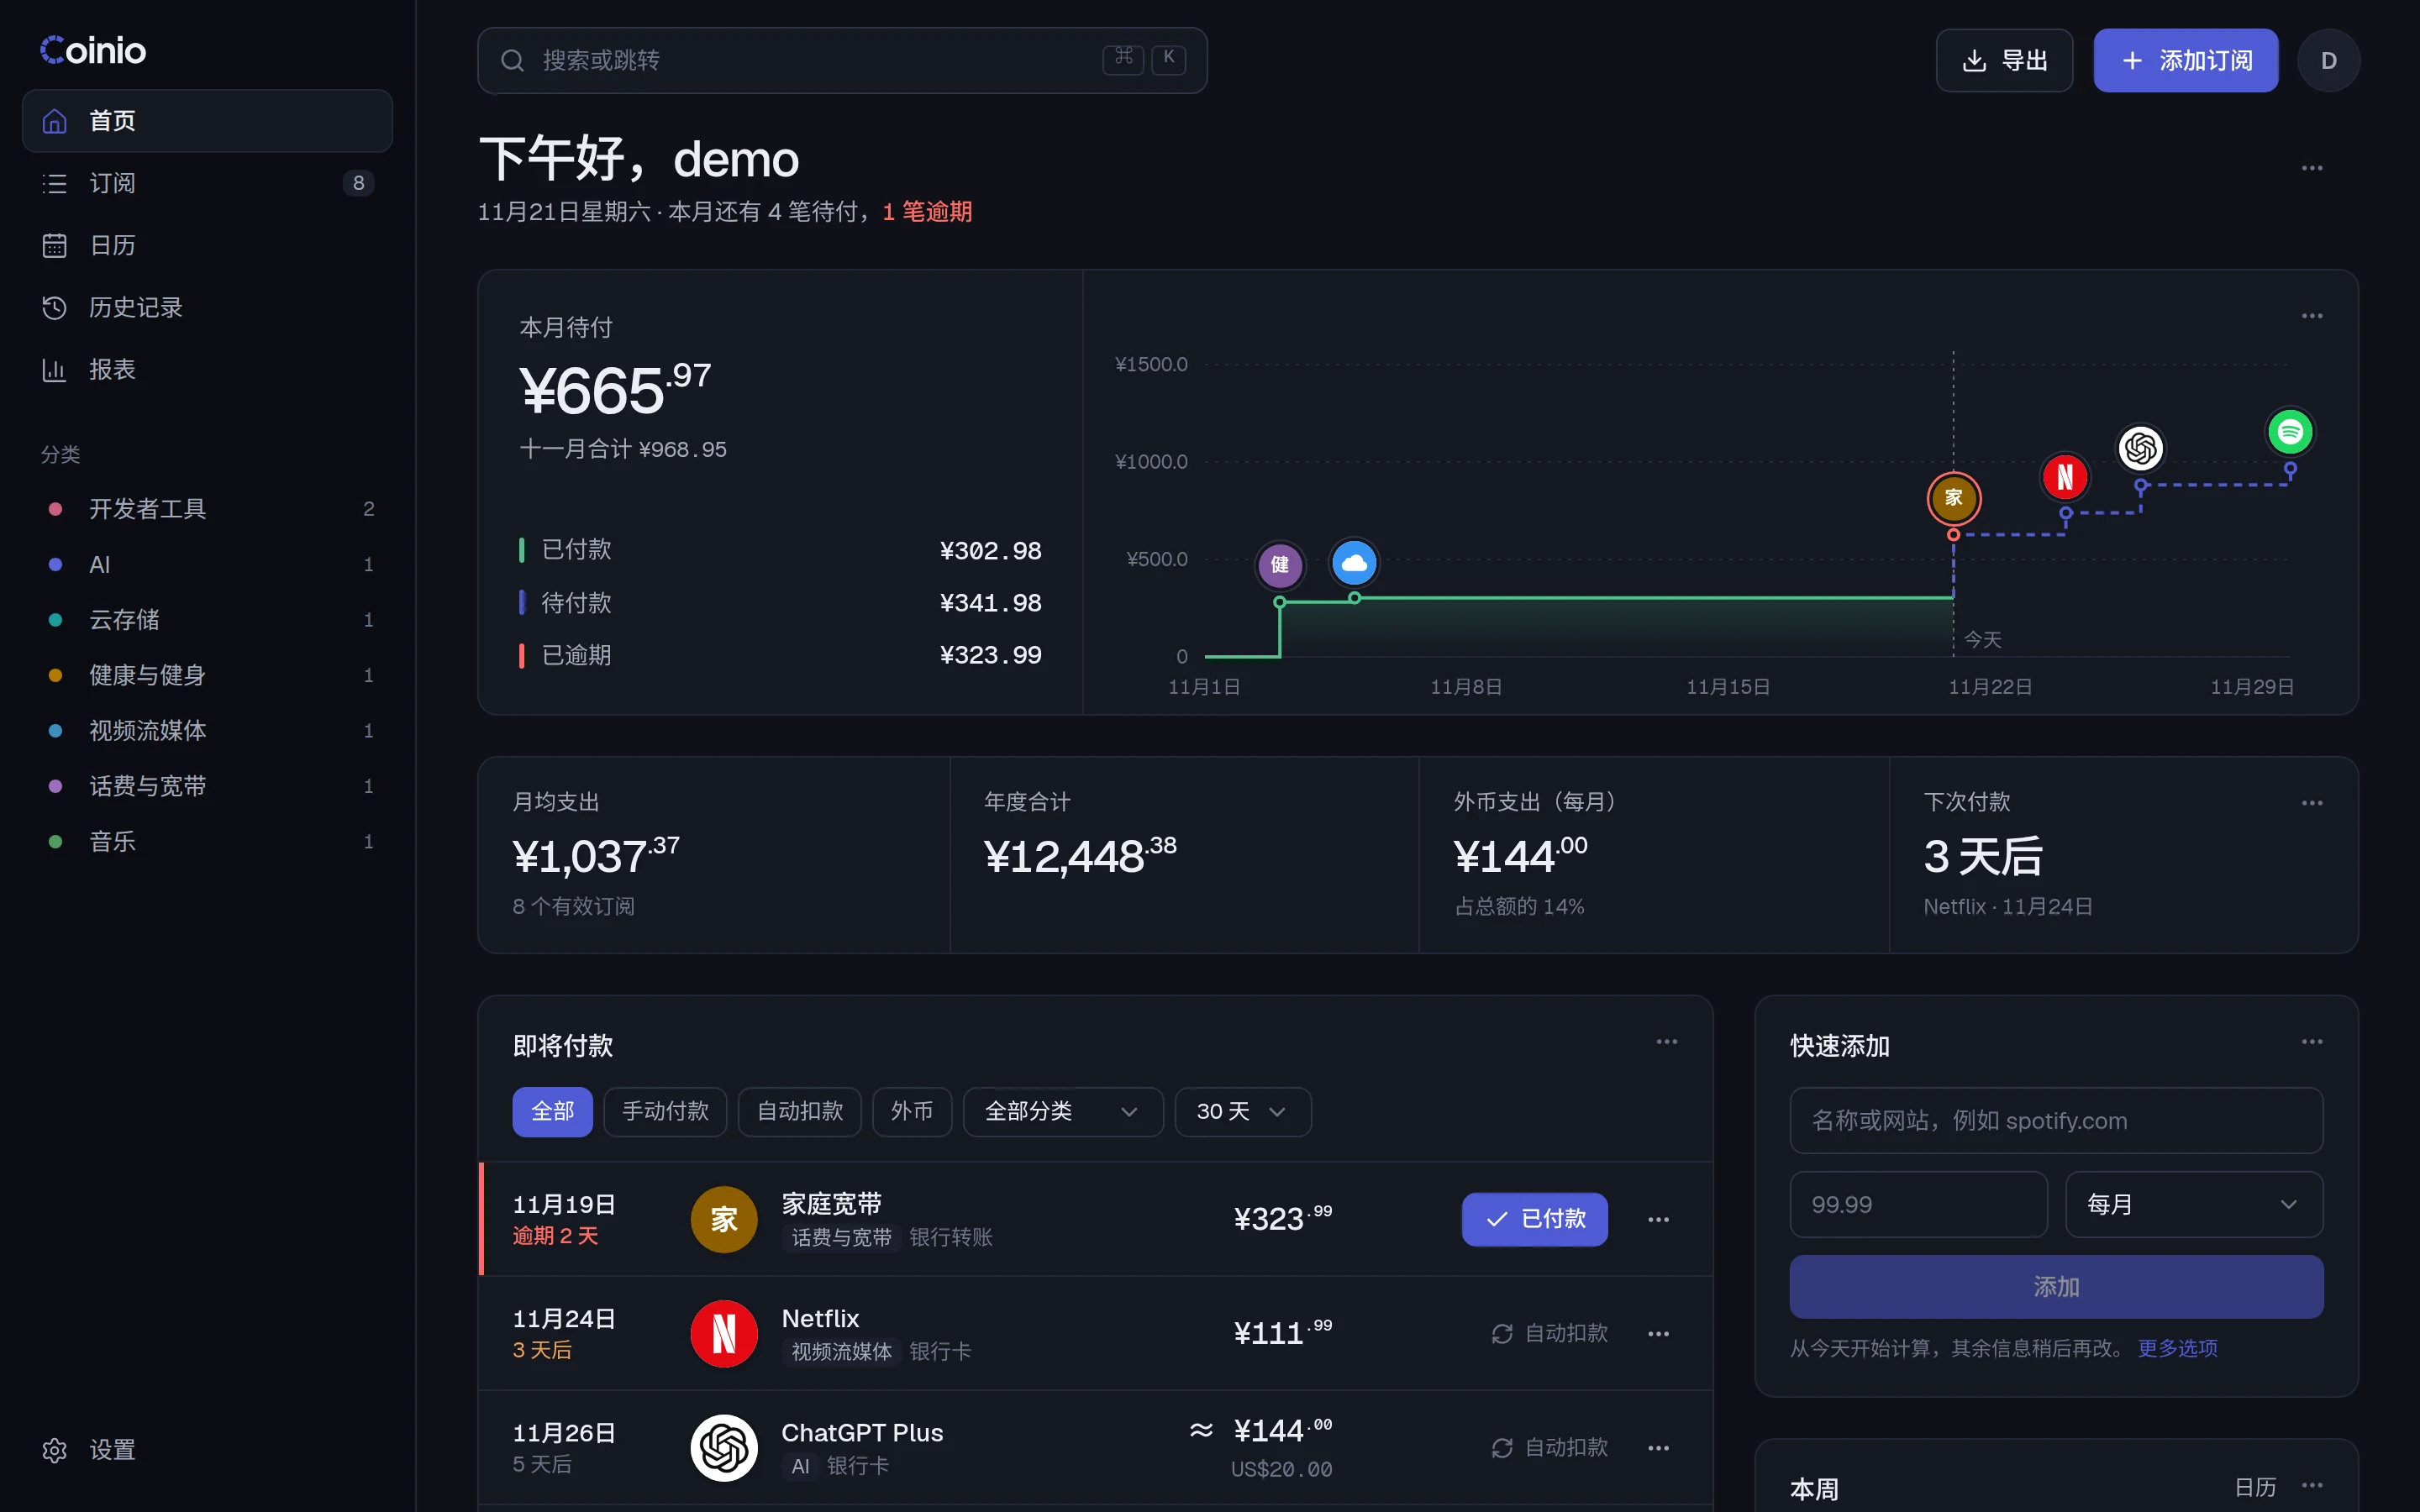 Coinio
首页
订阅 8
日历
历史记录
报表
分类
开发者工具 2
AI 1
云存储 1
健康与健身 1
视频流媒体 1
话费与宽带 1
音乐 1
设置
搜索或跳转 ⌘ K
导出
添加订阅
D
下午好，demo
11月21日星期六 · 本月还有 4 笔待付，1 笔逾期
本月待付
¥665.97
十一月合计 ¥968.95
已付款 ¥302.98
待付款 ¥341.98
已逾期 ¥323.99
¥1500.0
¥1000.0
¥500.0
0
健
家
N
今天
11月1日 11月8日 11月15日 11月22日 11月29日
月均支出
¥1,037.37
8 个有效订阅
年度合计
¥12,448.38
外币支出（每月）
¥144.00
占总额的 14%
下次付款
3 天后
Netflix · 11月24日
即将付款
全部 手动付款 自动扣款 外币 全部分类 30 天
11月19日
逾期 2 天
家
家庭宽带
话费与宽带 银行转账
¥323.99
已付款
11月24日
3 天后
N
Netflix
视频流媒体 银行卡
¥111.99
自动扣款
11月26日
5 天后
ChatGPT Plus
AI 银行卡
≈ ¥144.00
US$20.00
自动扣款
快速添加
名称或网站，例如 spotify.com
99.99 每月
添加
从今天开始计算，其余信息稍后再改。 更多选项
本周 日历